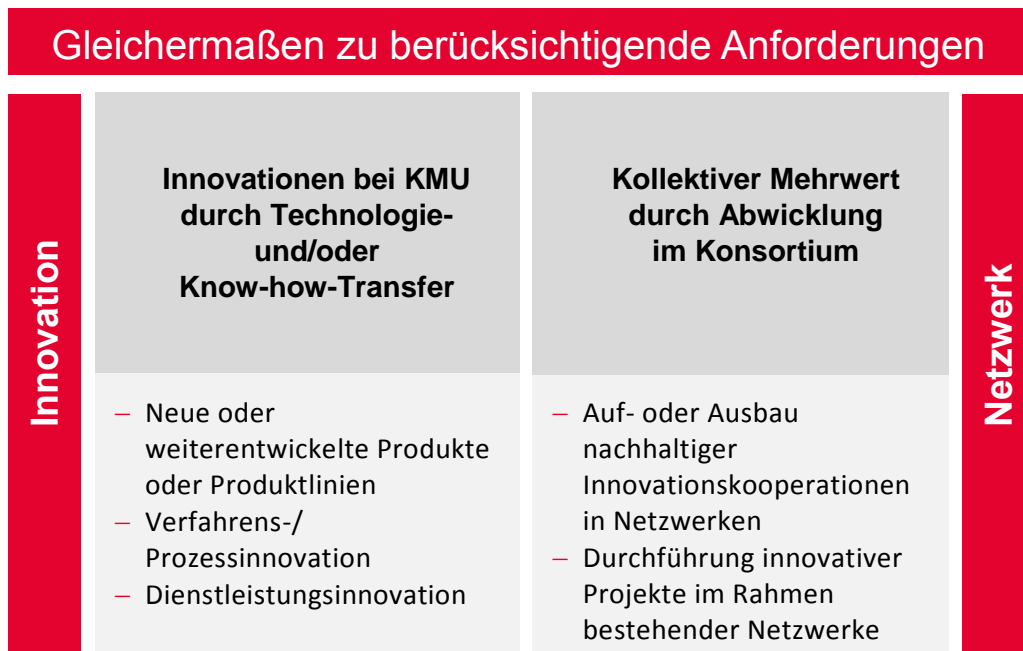 Gleichermaßen zu berücksichtigende Anforderungen
Innovation
Innovationen bei KMU
durch Technologie-
und/oder
Know-how-Transfer
– Neue oder
weiterentwickelte Produkte
oder Produktlinien
– Verfahrens-/
Prozessinnovation
– Dienstleistungsinnovation
Kollektiver Mehrwert
durch Abwicklung
im Konsortium
– Auf- oder Ausbau
nachhaltiger
Innovationskooperationen
in Netzwerken
– Durchführung innovativer
Projekte im Rahmen
bestehender Netzwerke
Netzwerk